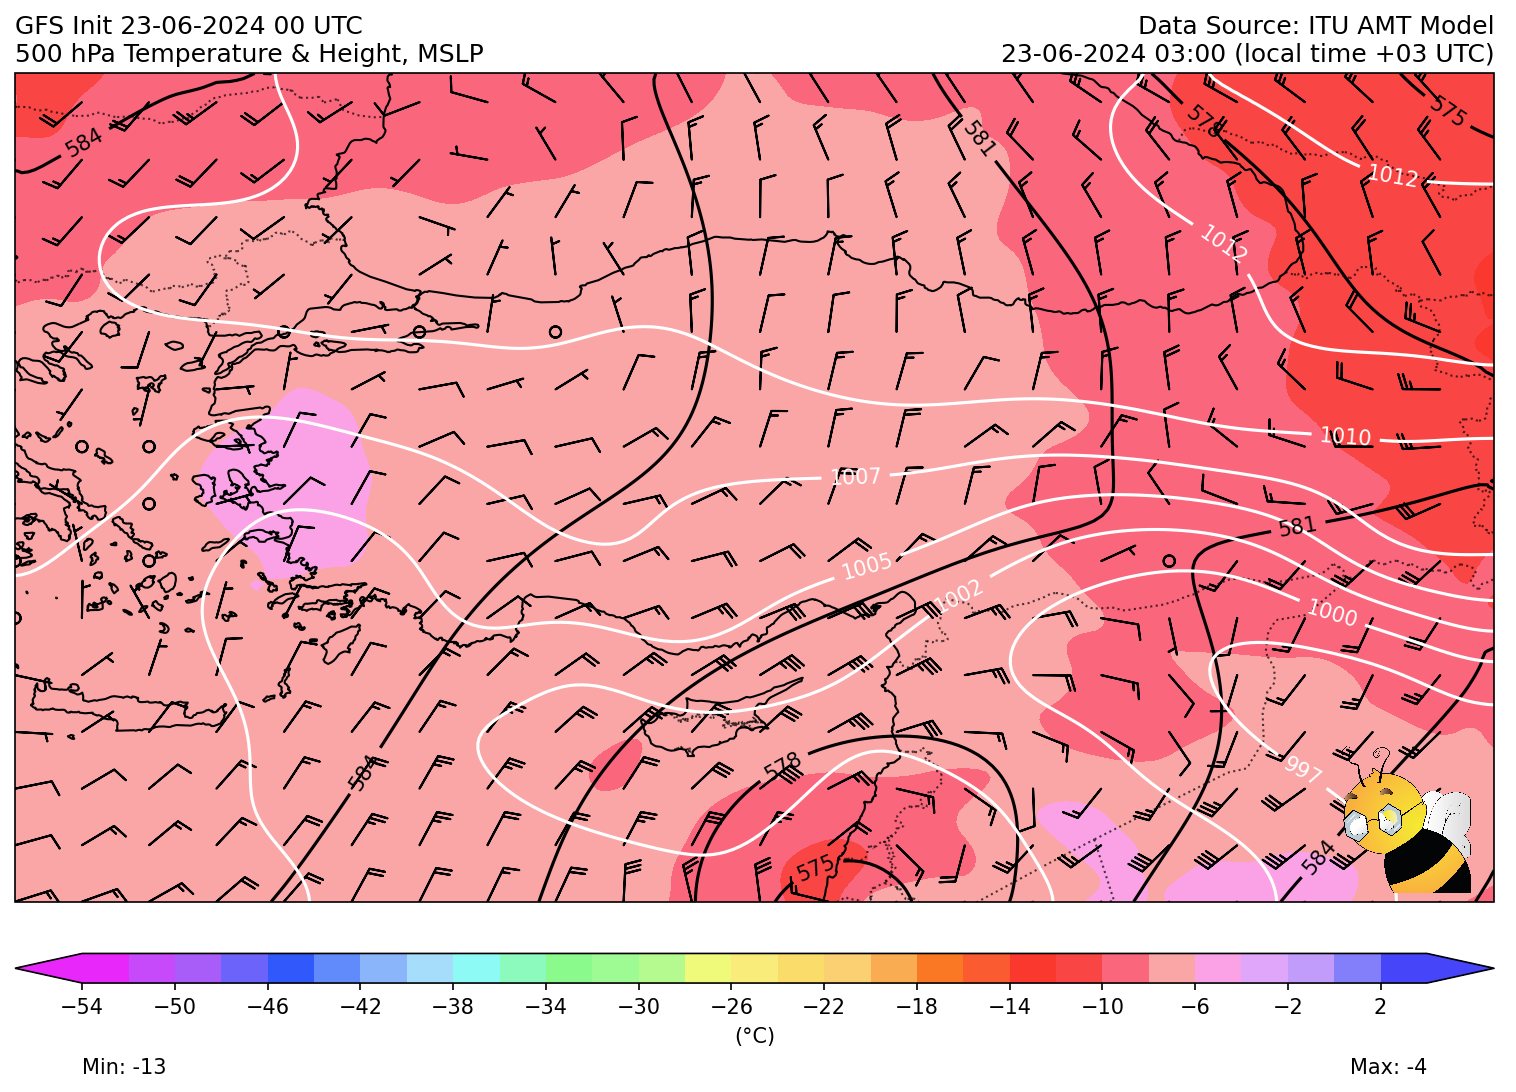 GFS Init 23-06-2024 00 UTC
500 hPa Temperature & Height, MSLP
Data Source: ITU AMT Model
23-06-2024 03:00 (local time +03 UTC)
584
581
578
575
1012
1012
1010
1007
581
1005
1002
1000
584
578
997
575
584
−54 −50 −46 −42 −38 −34 −30 −26 −22 −18 −14 −10 −6 −2 2
(°C)
Min: -13
Max: -4